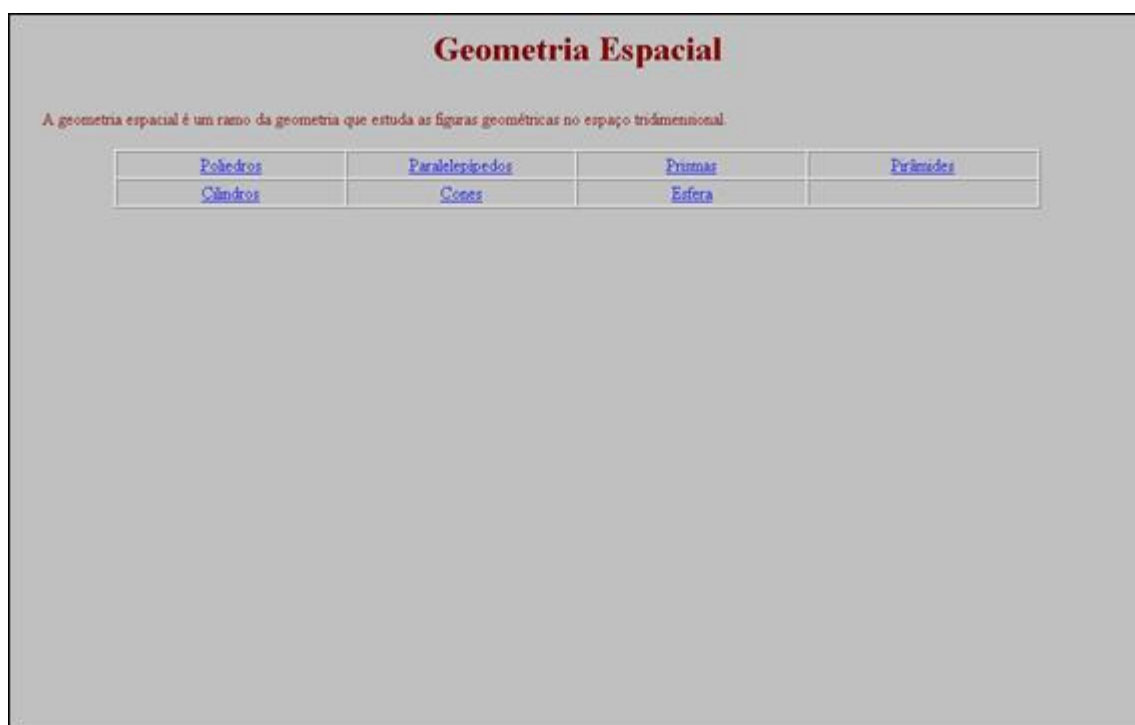 Geometria Espacial
A geometria espacial é um ramo da geometria que estuda as figuras geométricas no espaço tridimensional.
Poliedros Paralelepípedos Prismas Pirâmides
Cilindros Cones Esfera